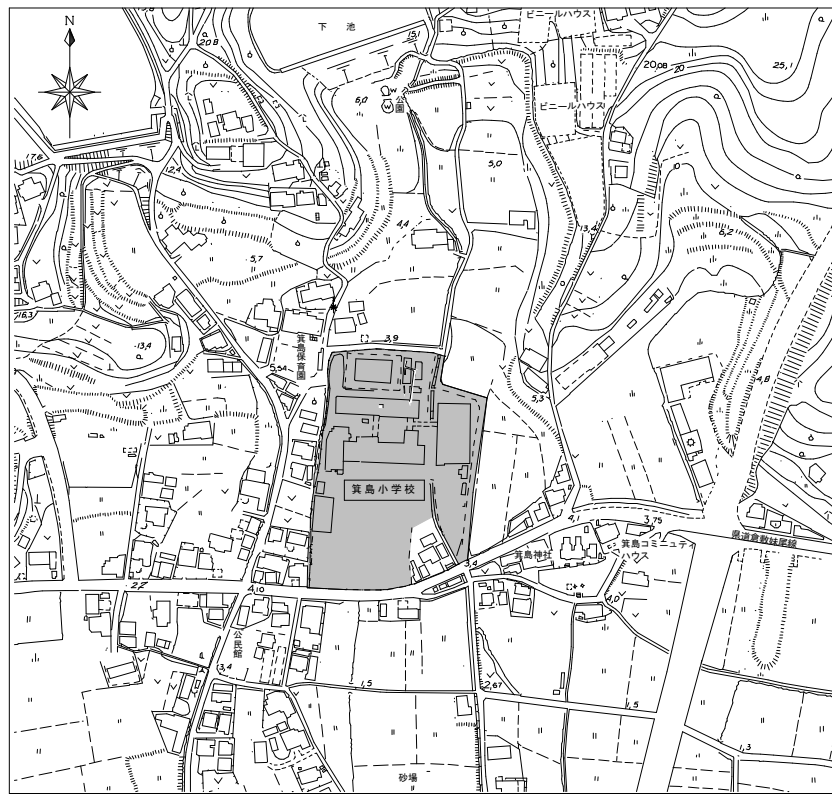 N
下池
ビニールハウス
15,1
20,8
25,1
20,08
20
6,0
公園
ビニールハウス
17,6
12,4
5,0
4,4
13,4
6,2
5,7
16,3
3,9
13,4
箕島保育園
5,54
4,8
5,3
箕島小学校
4,1
3,75
県道倉敷妹尾線
箕島コミニュティ
ハウス
箕島神社
3,4
2,2
4,10
4,0
公民館
3,4
1,5
2,67
1,5
1,3
砂場